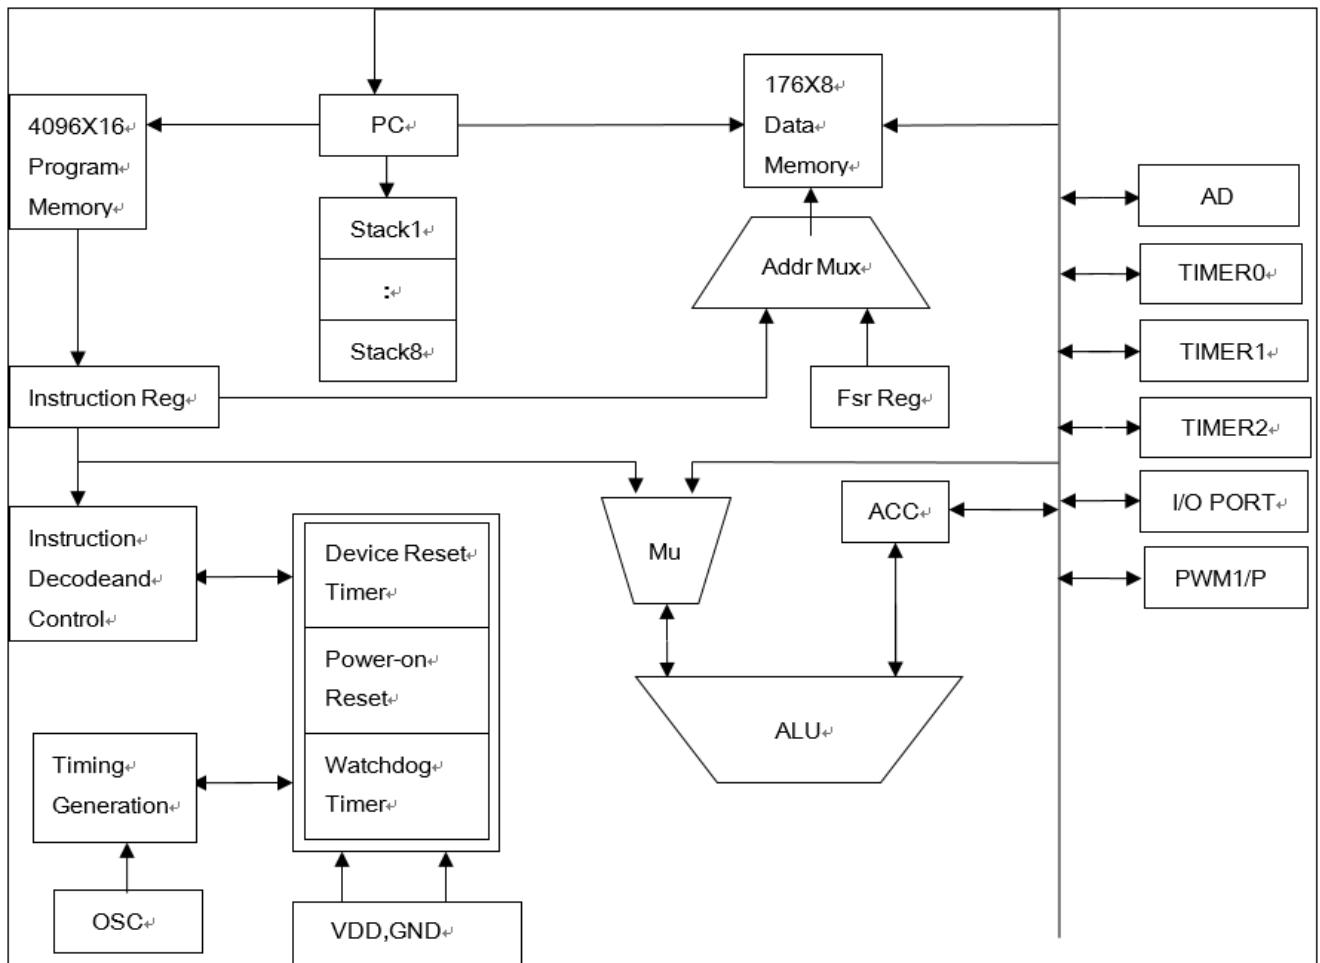 4096X16
Program
Memory
PC
176X8
Data
Memory
Stack1
:
Stack8
Addr Mux
AD
TIMER0
TIMER1
TIMER2
I/O PORT
PWM1/P
Instruction Reg
Fsr Reg
Instruction
Decodeand
Control
Device Reset
Timer
Power-on
Reset
Watchdog
Timer
Mu
ACC
ALU
Timing
Generation
OSC
VDD,GND